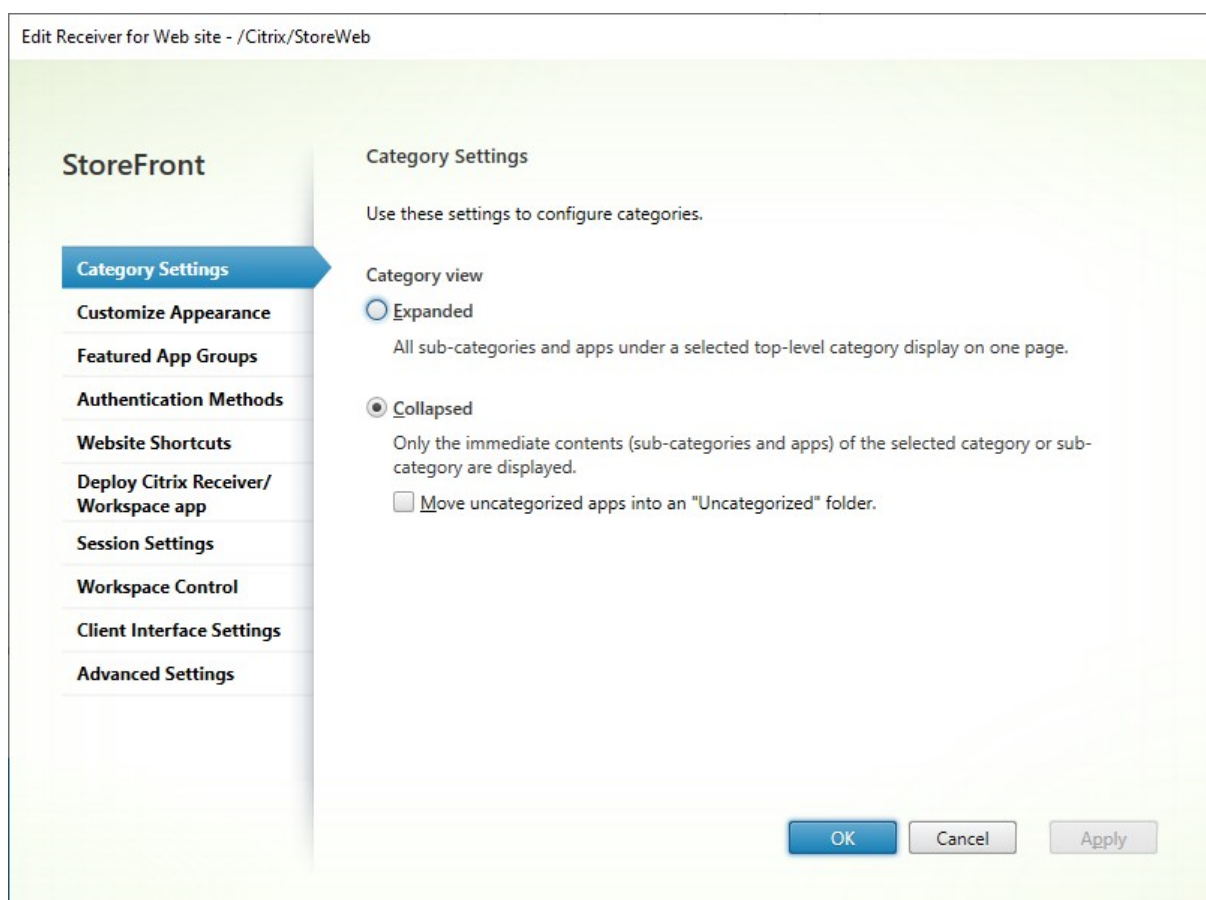 Edit Receiver for Web site - /Citrix/StoreWeb
StoreFront
Category Settings
Customize Appearance
Featured App Groups
Authentication Methods
Website Shortcuts
Deploy Citrix Receiver/
Workspace app
Session Settings
Workspace Control
Client Interface Settings
Advanced Settings
Category Settings
Use these settings to configure categories.
Category view
Expanded
All sub-categories and apps under a selected top-level category display on one page.
Collapsed
Only the immediate contents (sub-categories and apps) of the selected category or sub-
category are displayed.
Move uncategorized apps into an "Uncategorized" folder.
OK
Cancel
Apply